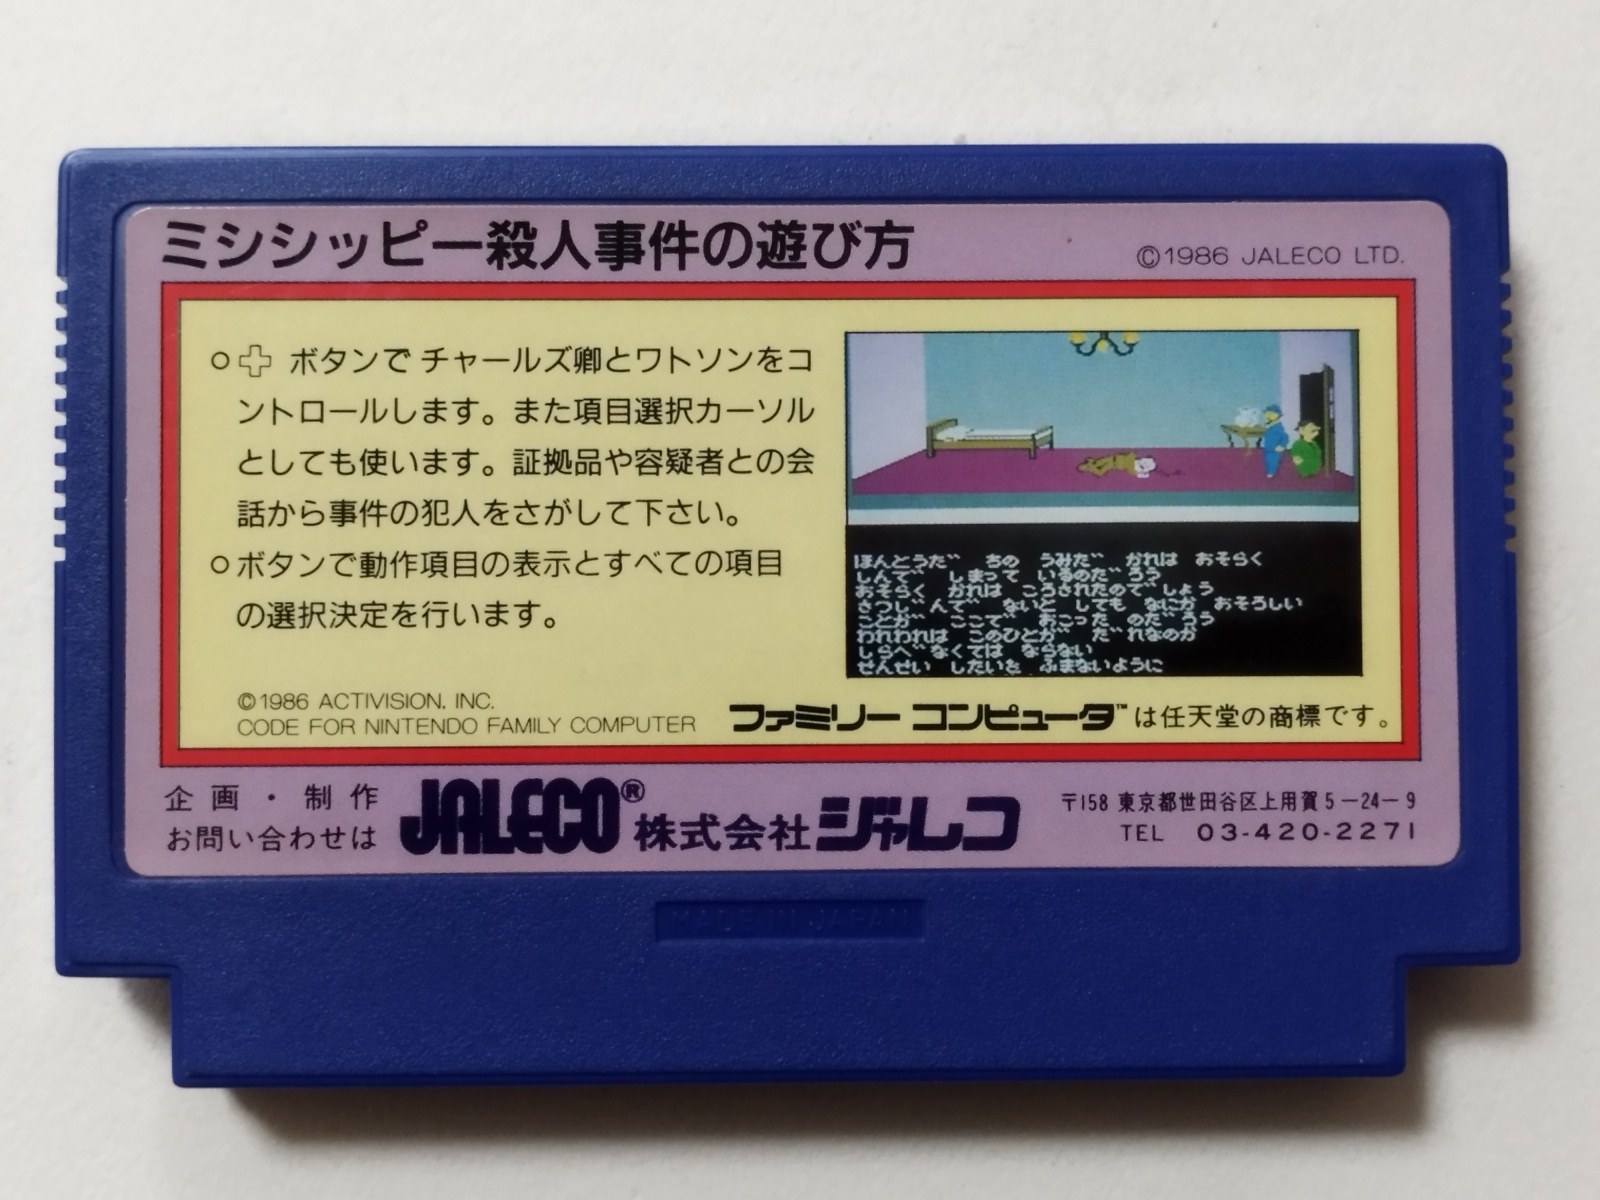 ミシシッピー殺人事件の遊び方
©1986 JALECO LTD.
○ ボタンでチャールズ卿とワトソンをコ
ントロールします。また項目選択カーソル
としても使います。証拠品や容疑者との会
話から事件の犯人をさがして下さい。
○ボタンで動作項目の表示とすべての項目
の選択決定を行います。
ほんとうだ゛ ちの うみだ゛ かれは おそらく
しんで゛ しまって いるのだ゛ろう
おそらく かれは ころされたので゛しょう
さつじ゛んで゛ ないと しても なにか おそろしい
ことが゛ ここで゛ おこった のだ゛ろう
われわれは このひとが゛ だ゛れなのか
しらべ゛なくては ならない
せんせい したいを ふまないように
©1986 ACTIVISION, INC.
CODE FOR NINTENDO FAMILY COMPUTER
ファミリー コンピュータ™は任天堂の商標です。
企画・制作
お問い合わせは
JALECO® 株式会社ジャレコ
〒158 東京都世田谷区上用賀5-24-9
TEL 03-420-2271
MADE IN JAPAN